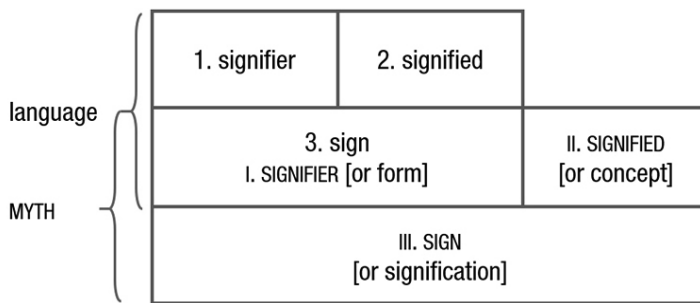 1. signifier
2. signified
language
3. sign
I. SIGNIFIER [or form]
II. SIGNIFIED
[or concept]
MYTH
III. SIGN
[or signification]